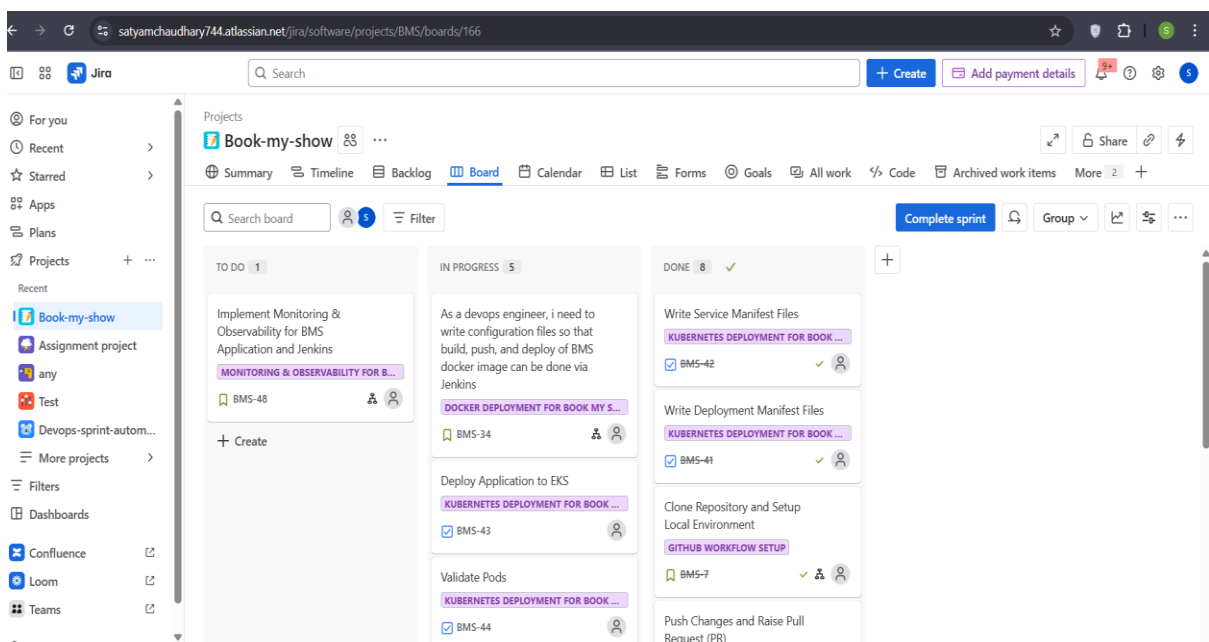 satyamchaudhary744.atlassian.net/jira/software/projects/BMS/boards/166
S
Jira
Search
+ Create
Add payment details
9+
S
For you
Recent
Starred
Apps
Plans
Projects
Recent
Book-my-show
Assignment project
any
Test
Devops-sprint-autom...
More projects
Filters
Dashboards
Confluence
Loom
Teams
Projects
Book-my-show
Share
Summary Timeline Backlog Board Calendar List Forms Goals All work Code Archived work items More 2
Search board
S
Filter
Complete sprint
Group
TO DO 1
Implement Monitoring &
Observability for BMS
Application and Jenkins
MONITORING & OBSERVABILITY FOR B...
BMS-48
+ Create
IN PROGRESS 5
As a devops engineer, i need to
write configuration files so that
build, push, and deploy of BMS
docker image can be done via
Jenkins
DOCKER DEPLOYMENT FOR BOOK MY S...
BMS-34
Deploy Application to EKS
KUBERNETES DEPLOYMENT FOR BOOK ...
BMS-43
Validate Pods
KUBERNETES DEPLOYMENT FOR BOOK ...
BMS-44
DONE 8
Write Service Manifest Files
KUBERNETES DEPLOYMENT FOR BOOK ...
BMS-42
Write Deployment Manifest Files
KUBERNETES DEPLOYMENT FOR BOOK ...
BMS-41
Clone Repository and Setup
Local Environment
GITHUB WORKFLOW SETUP
BMS-7
Push Changes and Raise Pull
Request (PR)